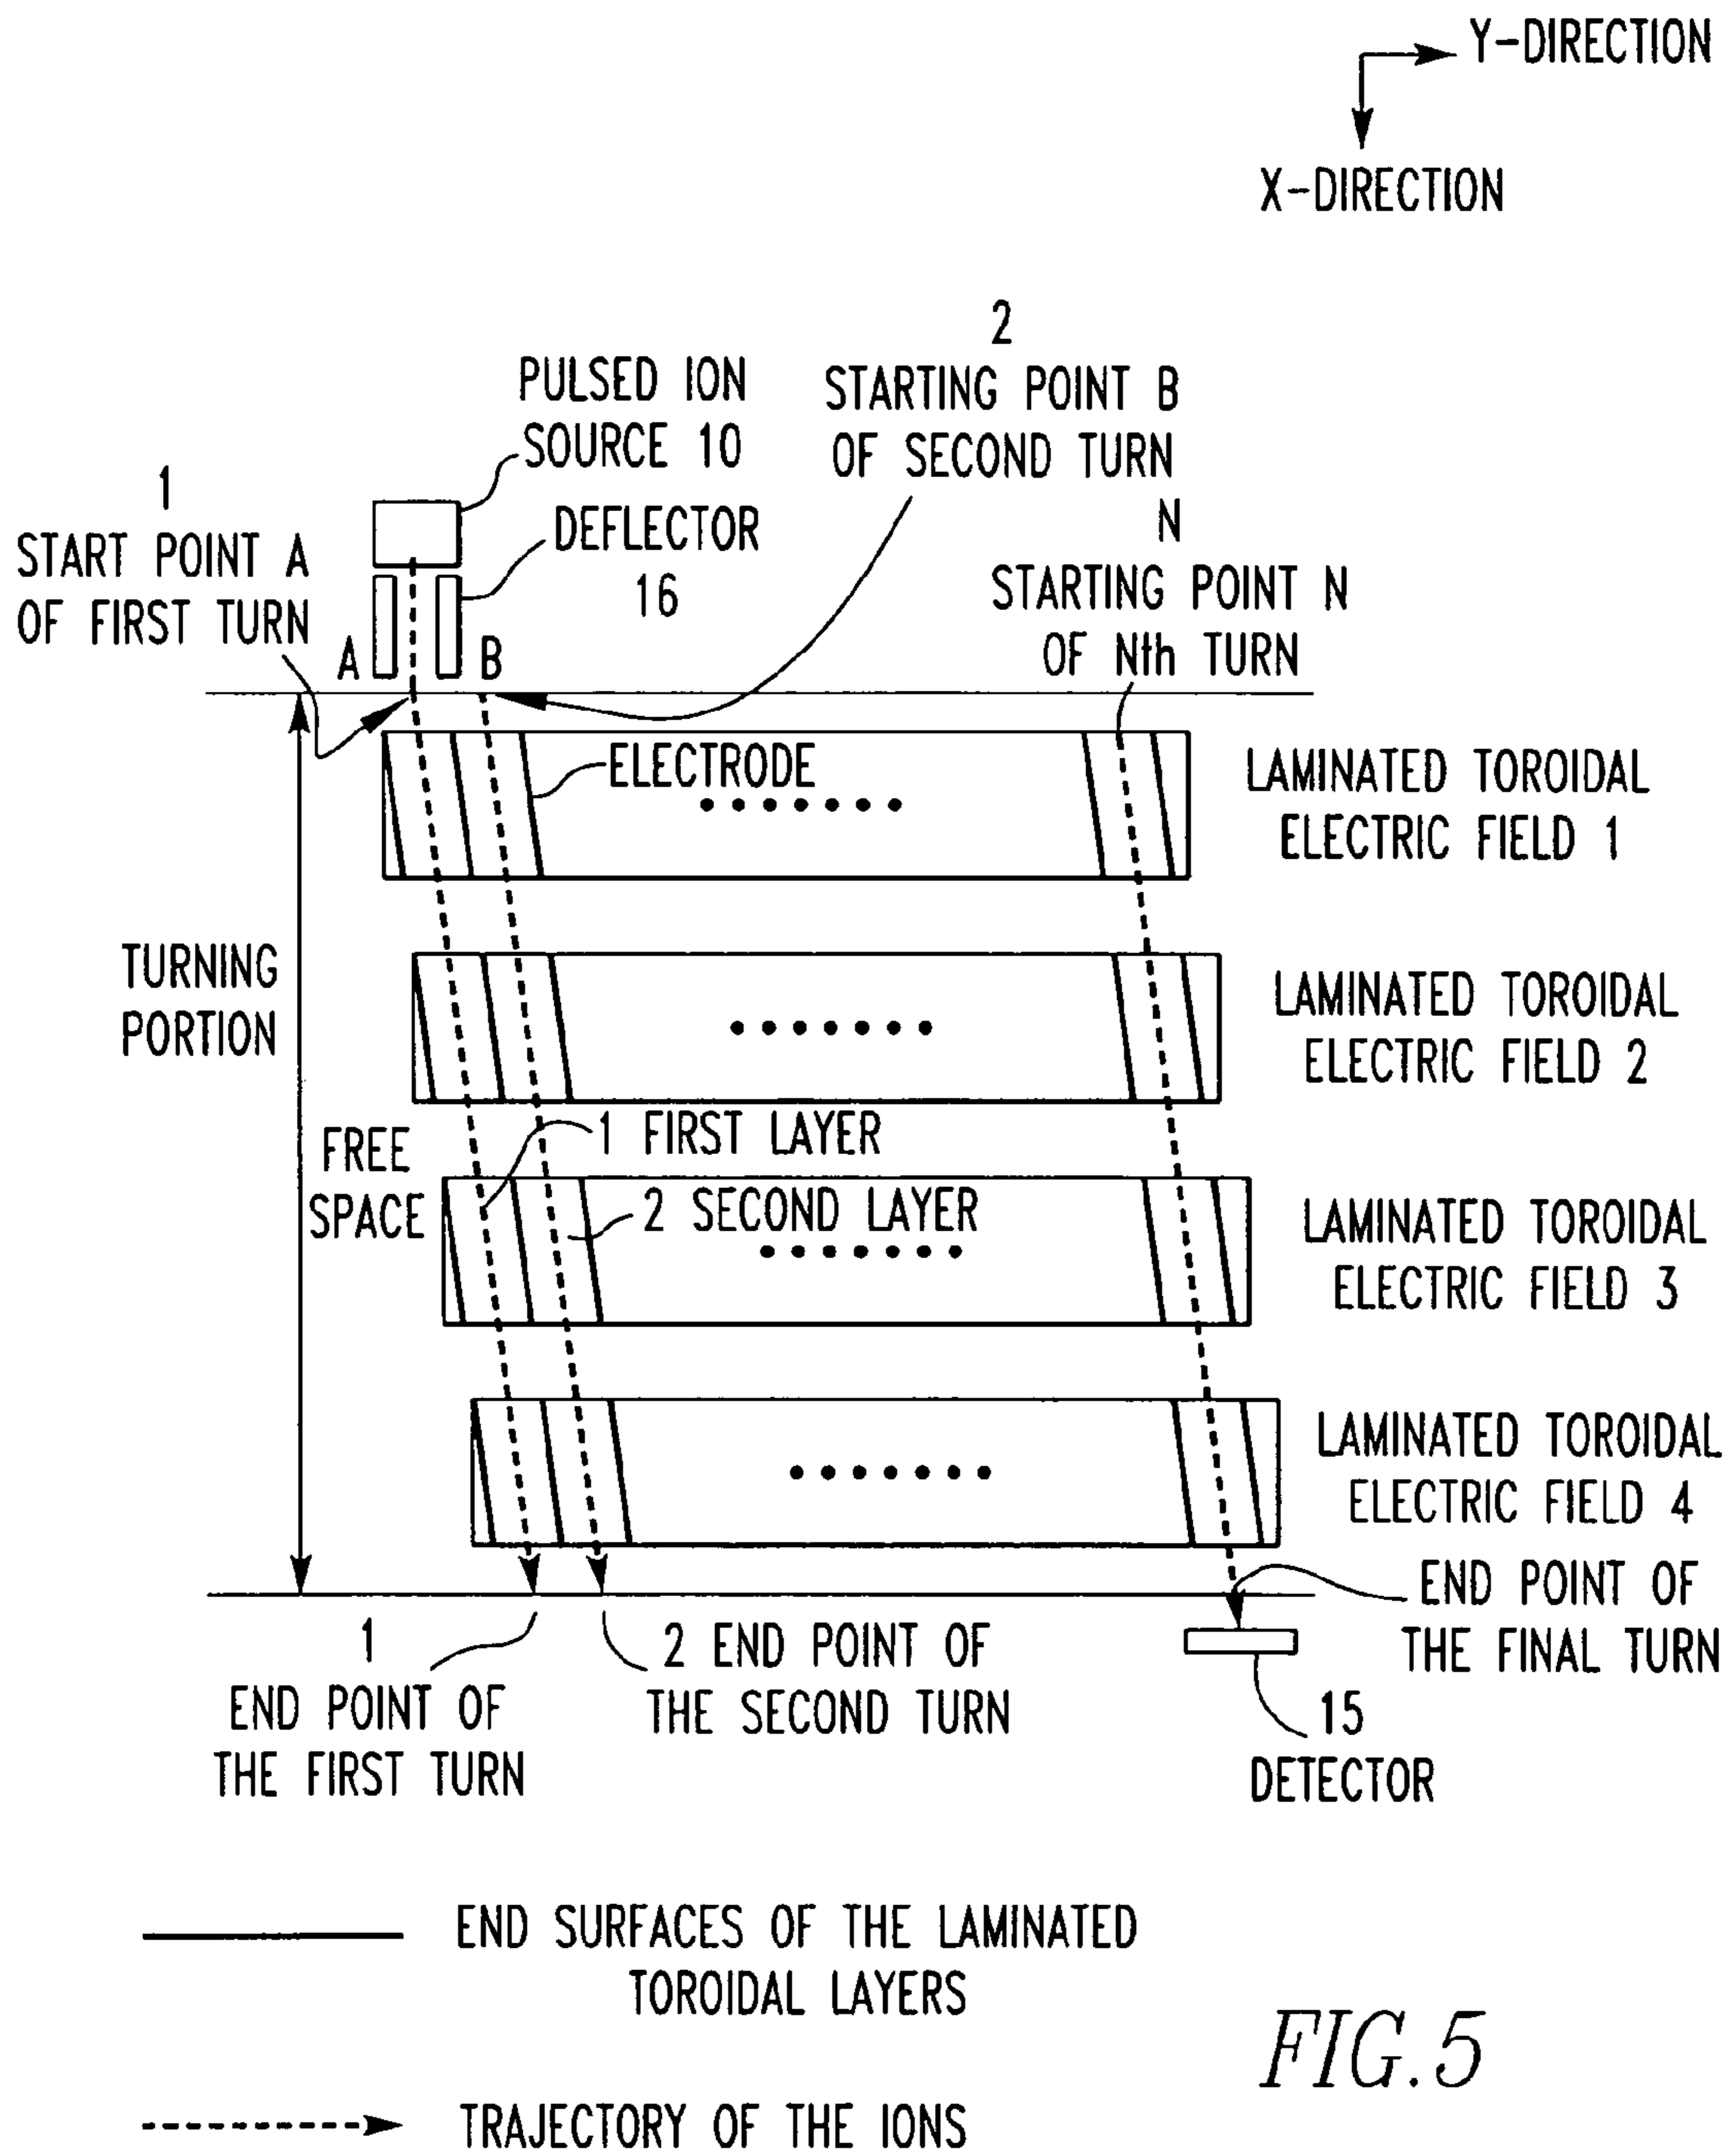 Y-DIRECTION
X-DIRECTION
2
STARTING POINT B
OF SECOND TURN
PULSED ION
SOURCE 10
1
START POINT A
OF FIRST TURN
DEFLECTOR
16
N
STARTING POINT N
OF Nth TURN
A
B
ELECTRODE
LAMINATED TOROIDAL
ELECTRIC FIELD 1
TURNING
PORTION
LAMINATED TOROIDAL
ELECTRIC FIELD 2
FREE
SPACE
1 FIRST LAYER
2 SECOND LAYER
LAMINATED TOROIDAL
ELECTRIC FIELD 3
LAMINATED TOROIDAL
ELECTRIC FIELD 4
END POINT OF
THE FINAL TURN
1
END POINT OF
THE FIRST TURN
2 END POINT OF
THE SECOND TURN
15
DETECTOR
END SURFACES OF THE LAMINATED
TOROIDAL LAYERS
TRAJECTORY OF THE IONS
FIG.5